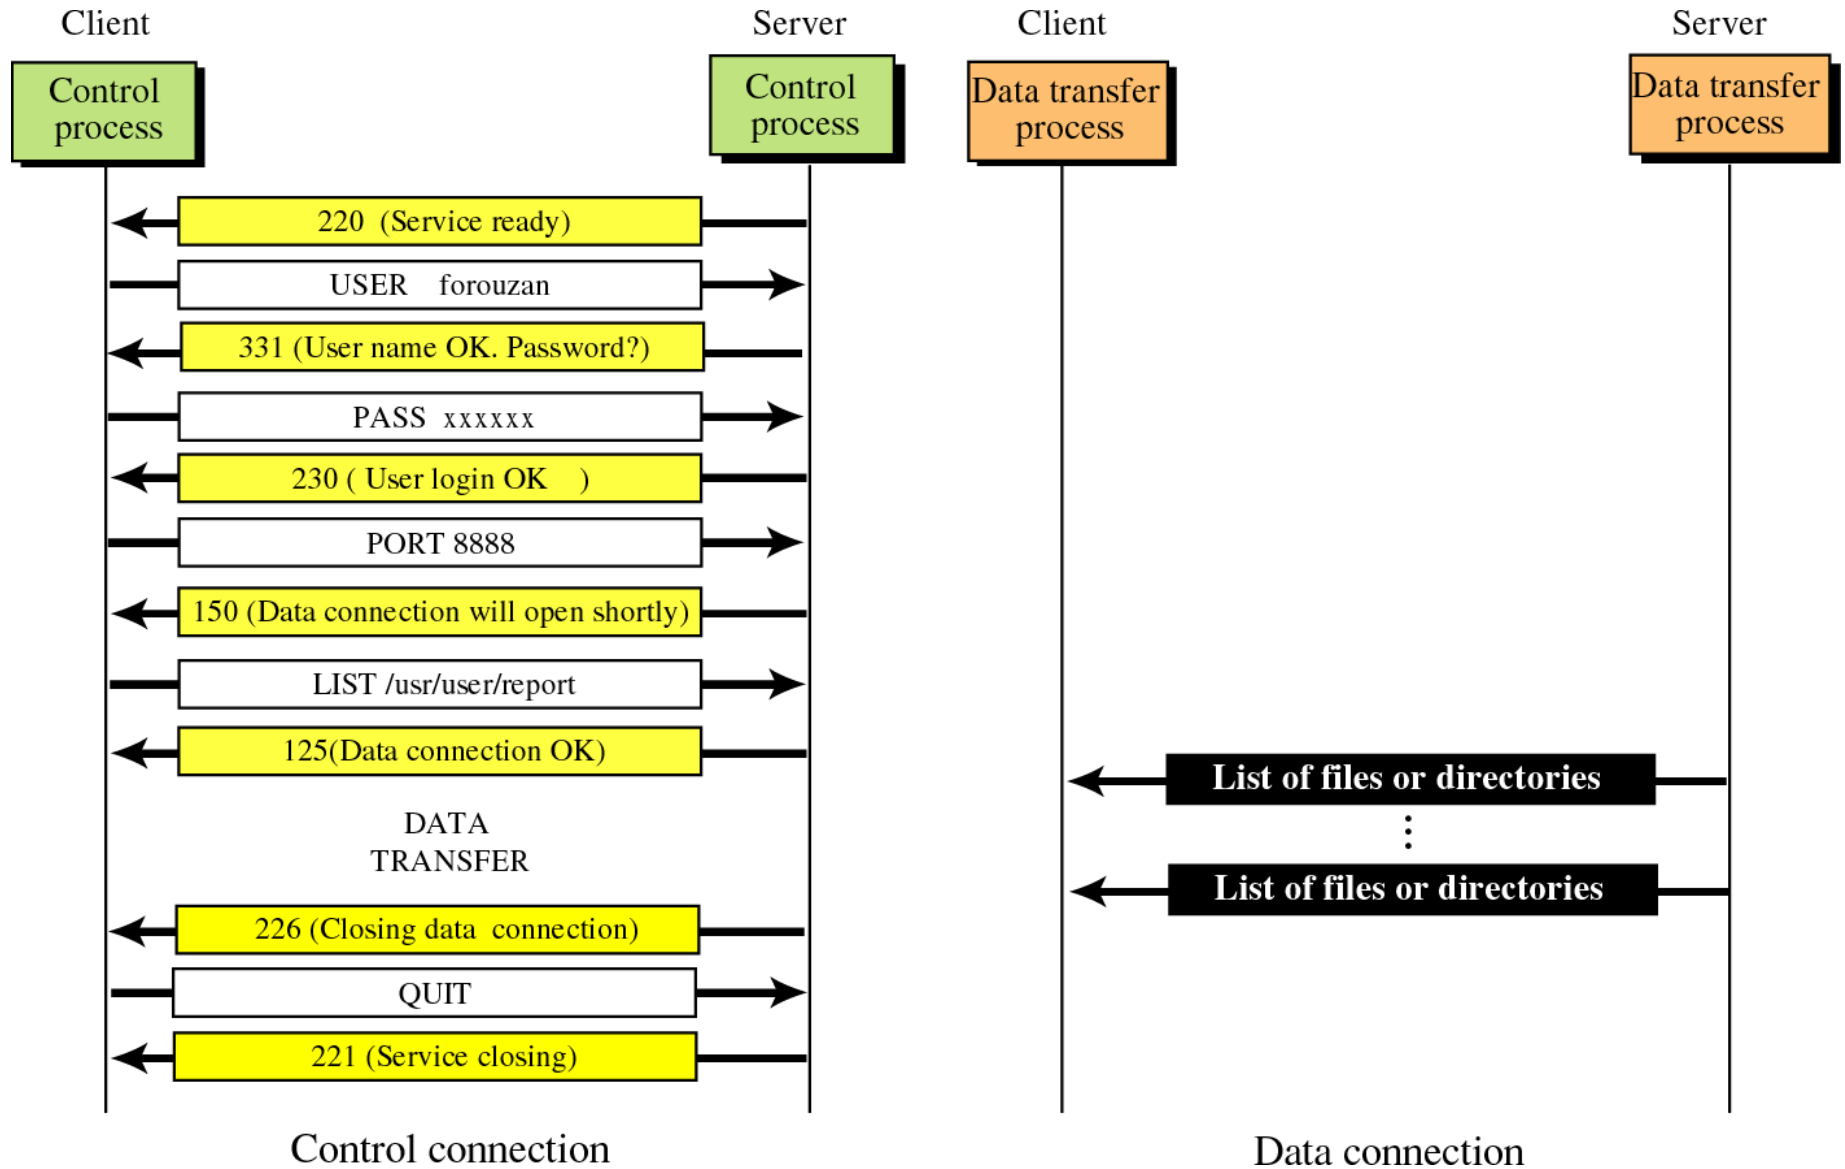 Client
Server
Control
process
Control
process
220 (Service ready)
USER forouzan
331 (User name OK. Password?)
PASS xxxxxx
230 ( User login OK )
PORT 8888
150 (Data connection will open shortly)
LIST /usr/user/report
125(Data connection OK)
DATA
TRANSFER
226 (Closing data connection)
QUIT
221 (Service closing)
Control connection
Client
Server
Data transfer
process
Data transfer
process
List of files or directories
List of files or directories
Data connection